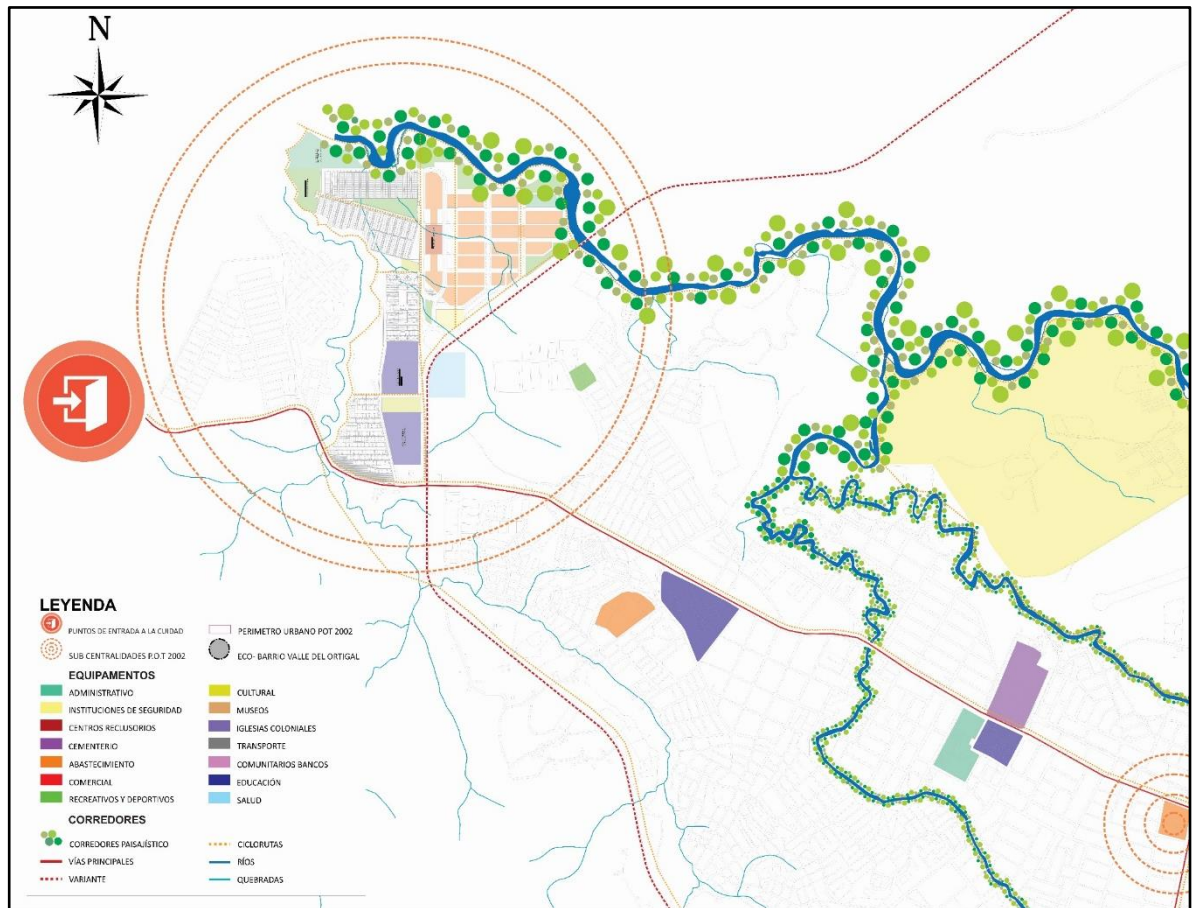 N
LEYENDA
PUNTOS DE ENTRADA A LA CUIDAD
SUB CENTRALIDADES P.O.T 2002
PERIMETRO URBANO POT 2002
ECO- BARRIO VALLE DEL ORTIGAL
EQUIPAMENTOS
ADMINISTRATIVO
INSTITUCIONES DE SEGURIDAD
CENTROS RECLUSORIOS
CEMENTERIO
ABASTECIMIENTO
COMERCIAL
RECREATIVOS Y DEPORTIVOS
CULTURAL
MUSEOS
IGLESIAS COLONIALES
TRANSPORTE
COMUNITARIOS BANCOS
EDUCACIÓN
SALUD
CORREDORES
CORREDORES PAISAJÍSTICO
VÍAS PRINCIPALES
VARIANTE
CICLORUTAS
RÍOS
QUEBRADAS